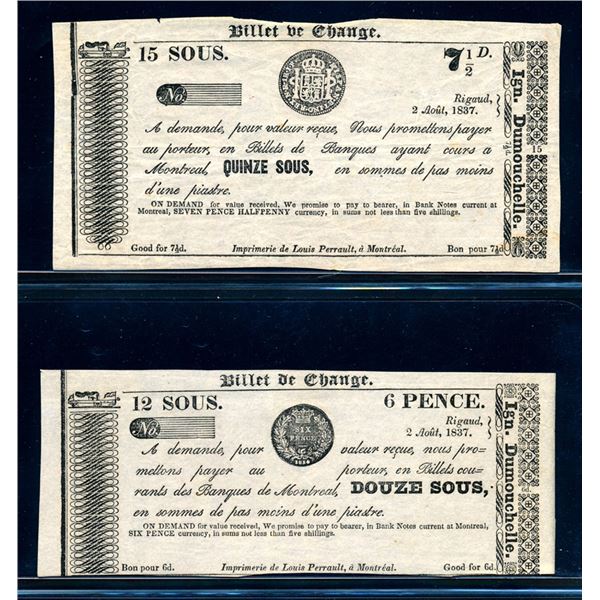 Billet de Change.
15 SOUS.
7 1/2 D.
No.
Rigaud,
2 Août, 1837.
A demande, pour valeur reçue, Nous promettons payer
au porteur, en Billets de Banques ayant cours à
Montreal, QUINZE SOUS, en sommes de pas moins
d'une piastre.
ON DEMAND for value received, We promise to pay to bearer, in Bank Notes current at
Montreal, SEVEN PENCE HALFPENNY currency, in sums not less than five shillings.
Good for 7½d. Imprimerie de Louis Perrault, à Montréal. Bon pour 7½d
Ign. Dumouchelle.
15
Billet de Change.
12 SOUS.
6 PENCE.
No.
SIX
PENCE
Rigaud,
2 Août, 1837.
A demande, pour valeur reçue, nous pro-
mettons payer au porteur, en Billets cou-
rants des Banques de Montreal, DOUZE SOUS,
en sommes de pas moins d'une piastre.
ON DEMAND for value received, We promise to pay to bearer, in Bank Notes current at Montreal,
SIX PENCE currency, in sums not less than five shillings.
Bon pour 6d. Imprimerie de Louis Perrault, à Montréal. Good for 6d.
Ign. Dumouchelle.